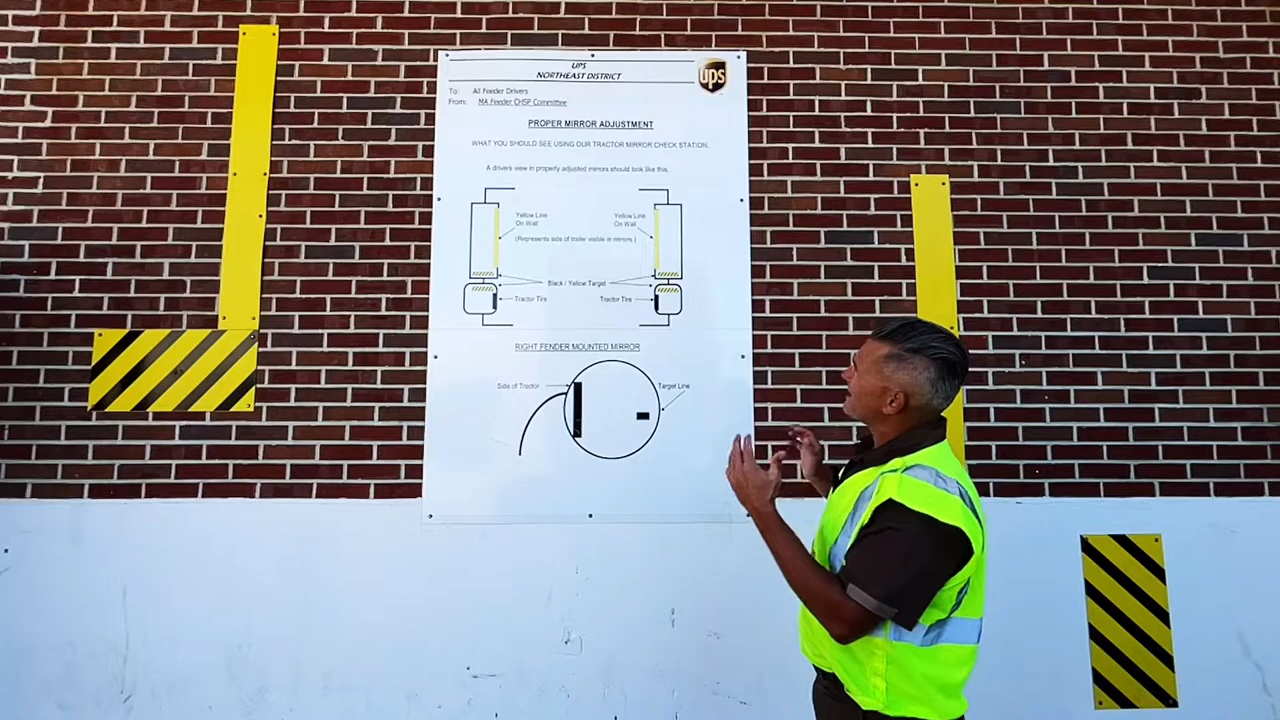 UPS
NORTHEAST DISTRICT
ups
To: All Feeder Drivers
From: MA Feeder CHSP Committee
PROPER MIRROR ADJUSTMENT
WHAT YOU SHOULD SEE USING OUR TRACTOR MIRROR CHECK STATION.
A drivers view in properly adjusted mirrors should look like this.
Yellow Line
On Wall
Yellow Line
On Wall
(Represents side of trailer visible in mirrors.)
Black / Yellow Target
Tractor Tire
Tractor Tire
RIGHT FENDER MOUNTED MIRROR
Side of Tractor
Target Line